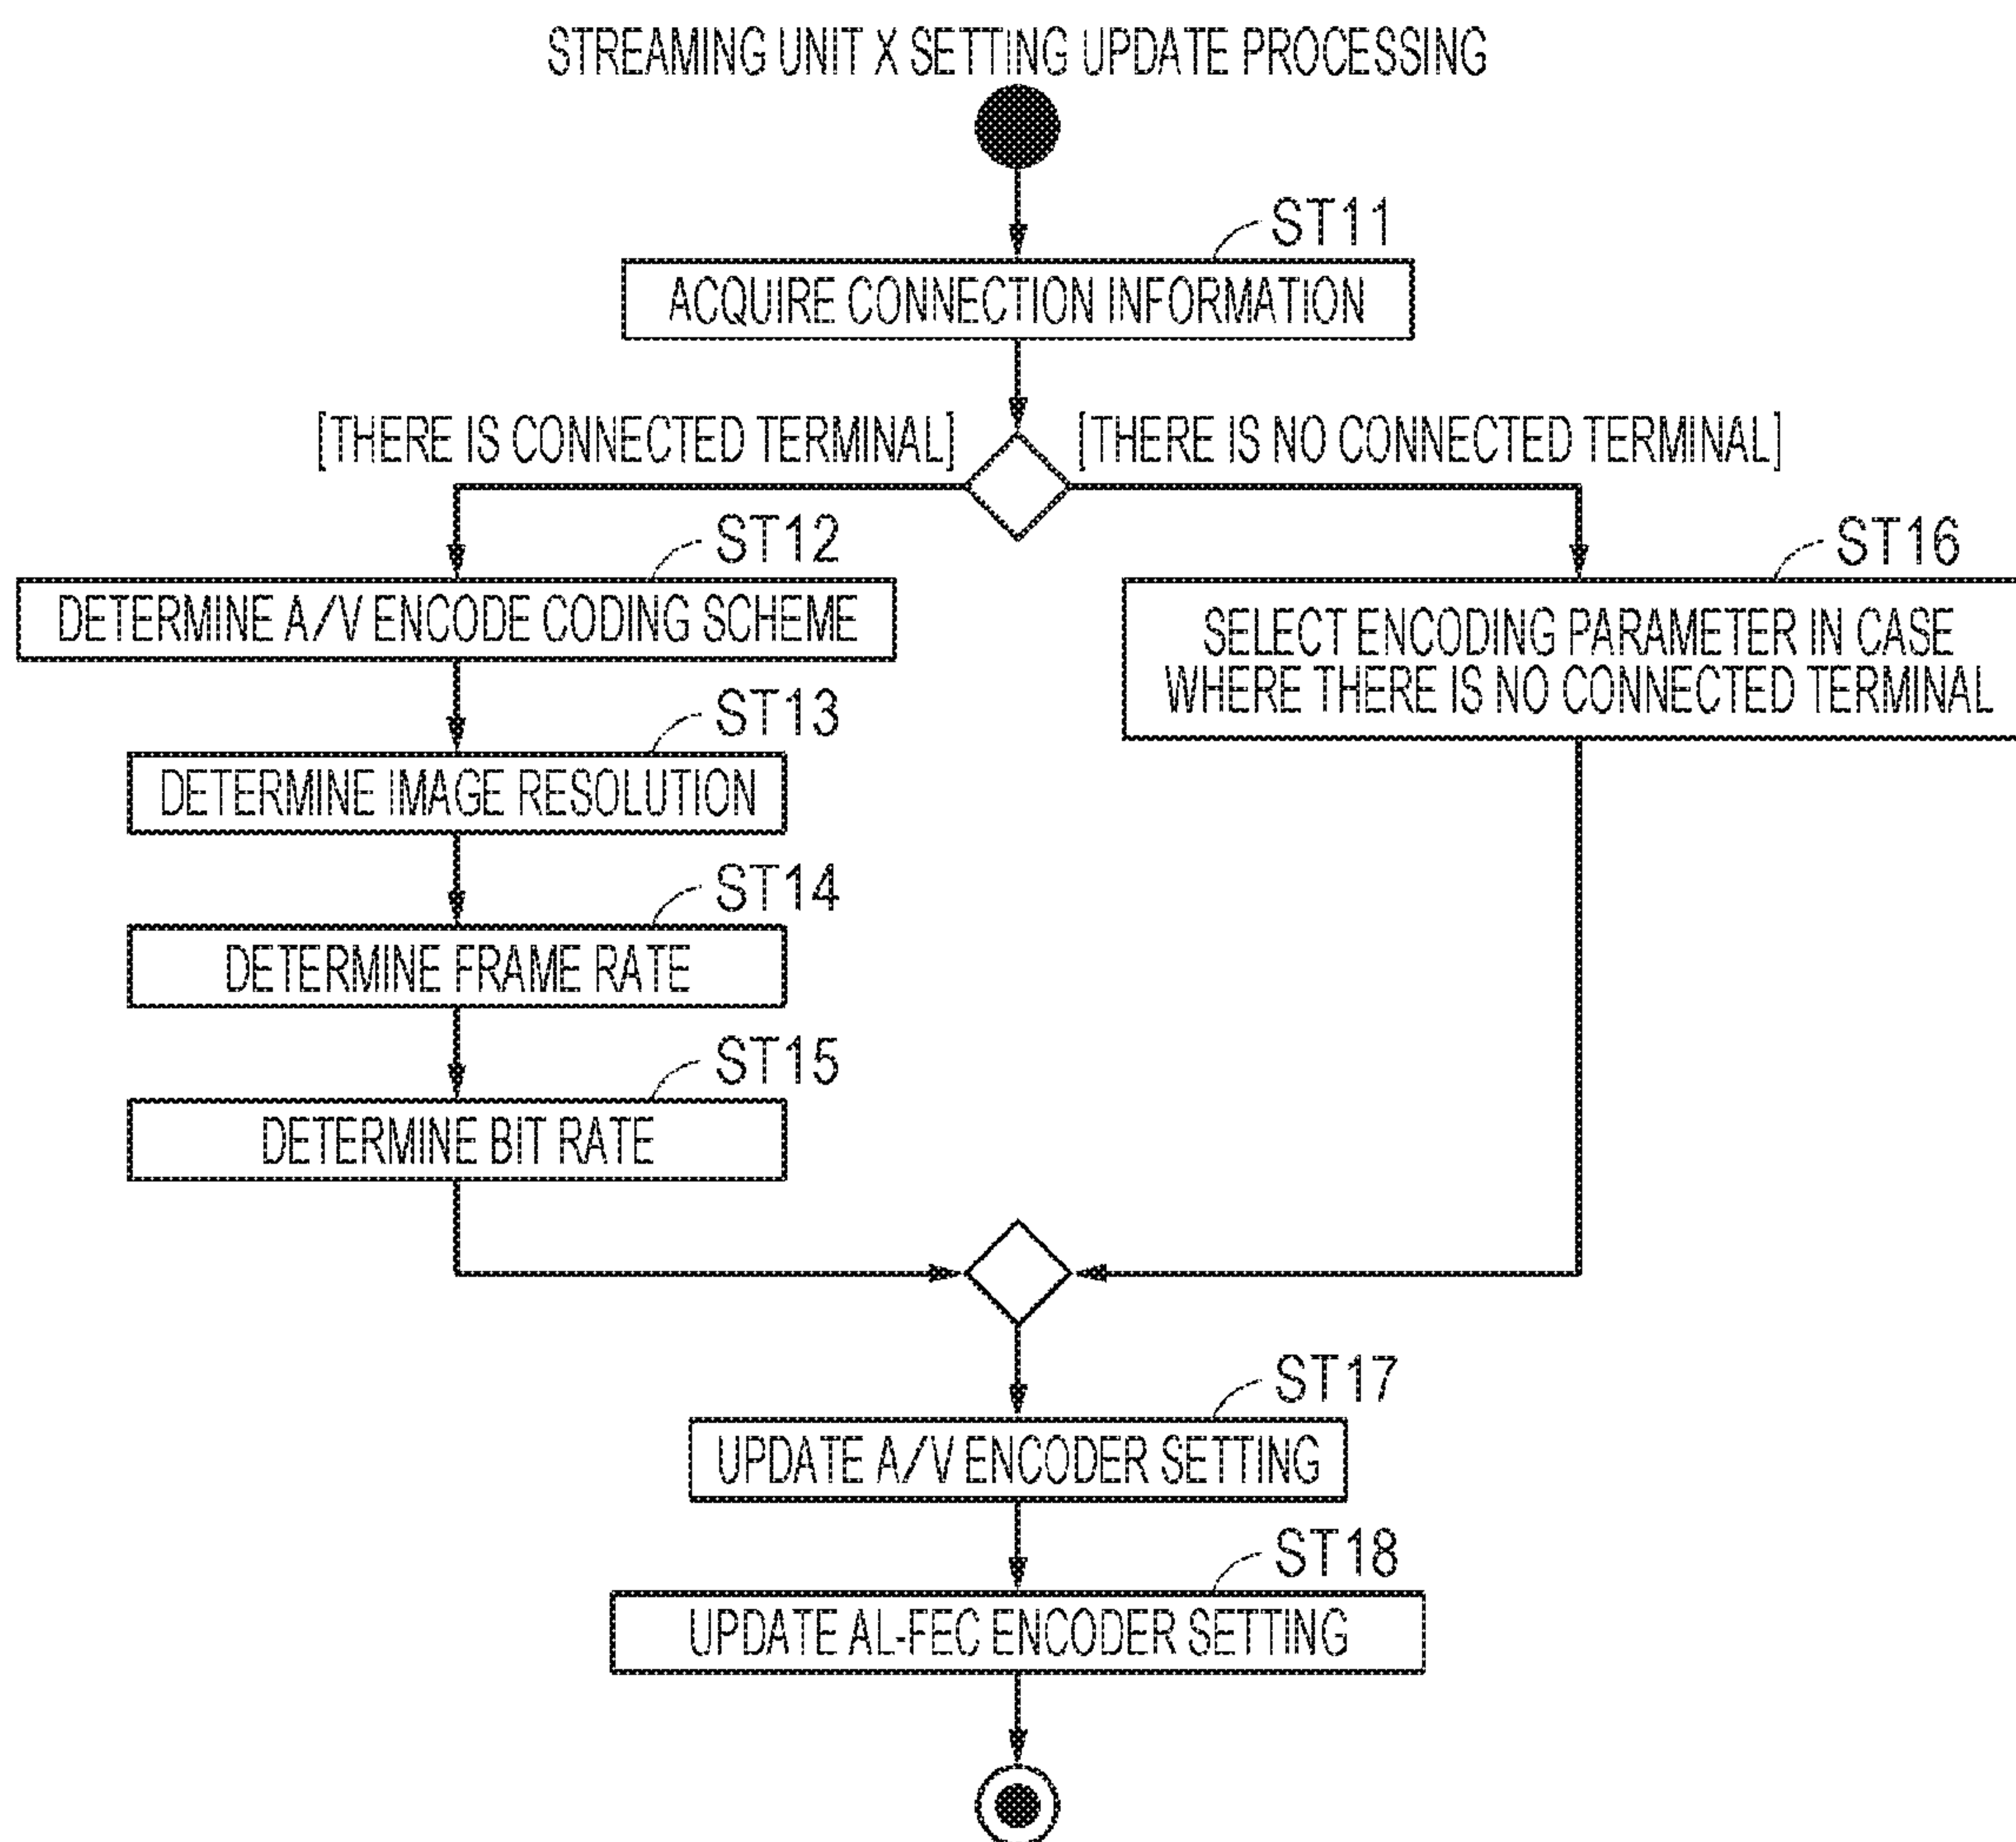 STREAMING UNIT X SETTING UPDATE PROCESSING
ST11
ACQUIRE CONNECTION INFORMATION
[THERE IS CONNECTED TERMINAL]
[THERE IS NO CONNECTED TERMINAL]
ST12
DETERMINE A/V ENCODE CODING SCHEME
ST16
SELECT ENCODING PARAMETER IN CASE
WHERE THERE IS NO CONNECTED TERMINAL
ST13
DETERMINE IMAGE RESOLUTION
ST14
DETERMINE FRAME RATE
ST15
DETERMINE BIT RATE
ST17
UPDATE A/V ENCODER SETTING
ST18
UPDATE AL-FEC ENCODER SETTING